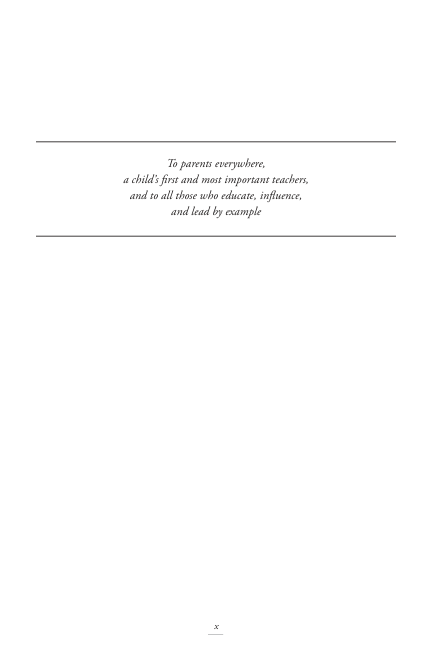 To parents everywhere,
a child's first and most important teachers,
and to all those who educate, influence,
and lead by example
x